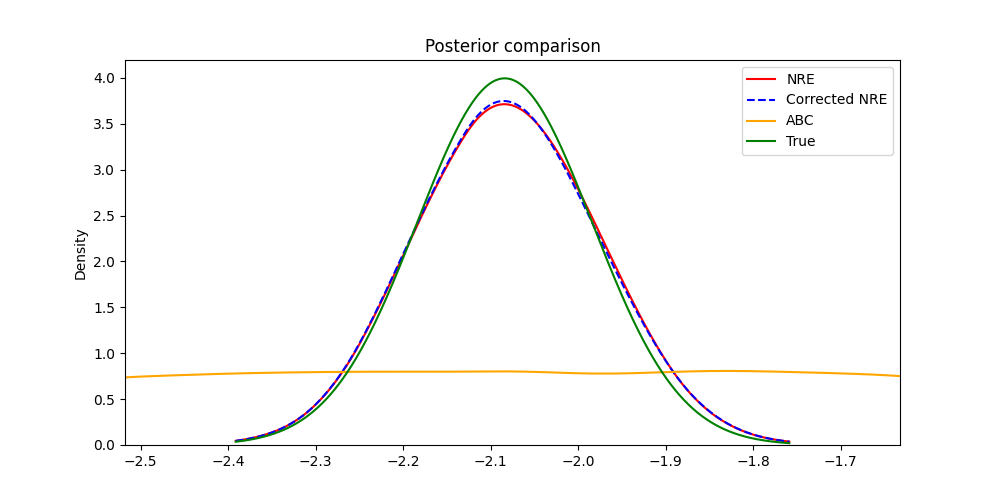 Posterior comparison
NRE
Corrected NRE
ABC
True
Density
4.0
3.5
3.0
2.5
2.0
1.5
1.0
0.5
0.0
−2.5 −2.4 −2.3 −2.2 −2.1 −2.0 −1.9 −1.8 −1.7